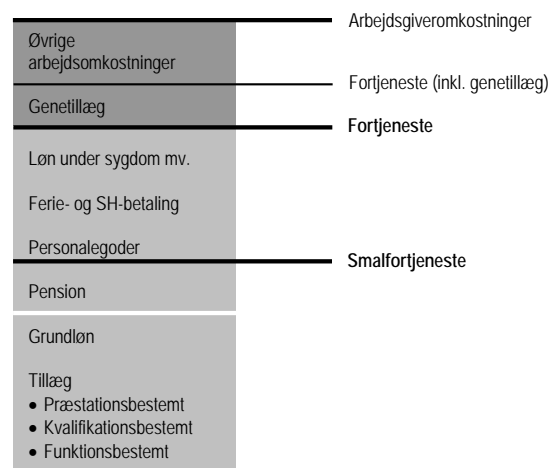 Arbejdsgiveromkostninger
Øvrige
arbejdsomkostninger
Fortjeneste (inkl. genetillæg)
Genetillæg
Fortjeneste
Løn under sygdom mv.
Ferie- og SH-betaling
Personalegoder
Smalfortjeneste
Pension
Grundløn
Tillæg
• Præstationsbestemt
• Kvalifikationsbestemt
• Funktionsbestemt